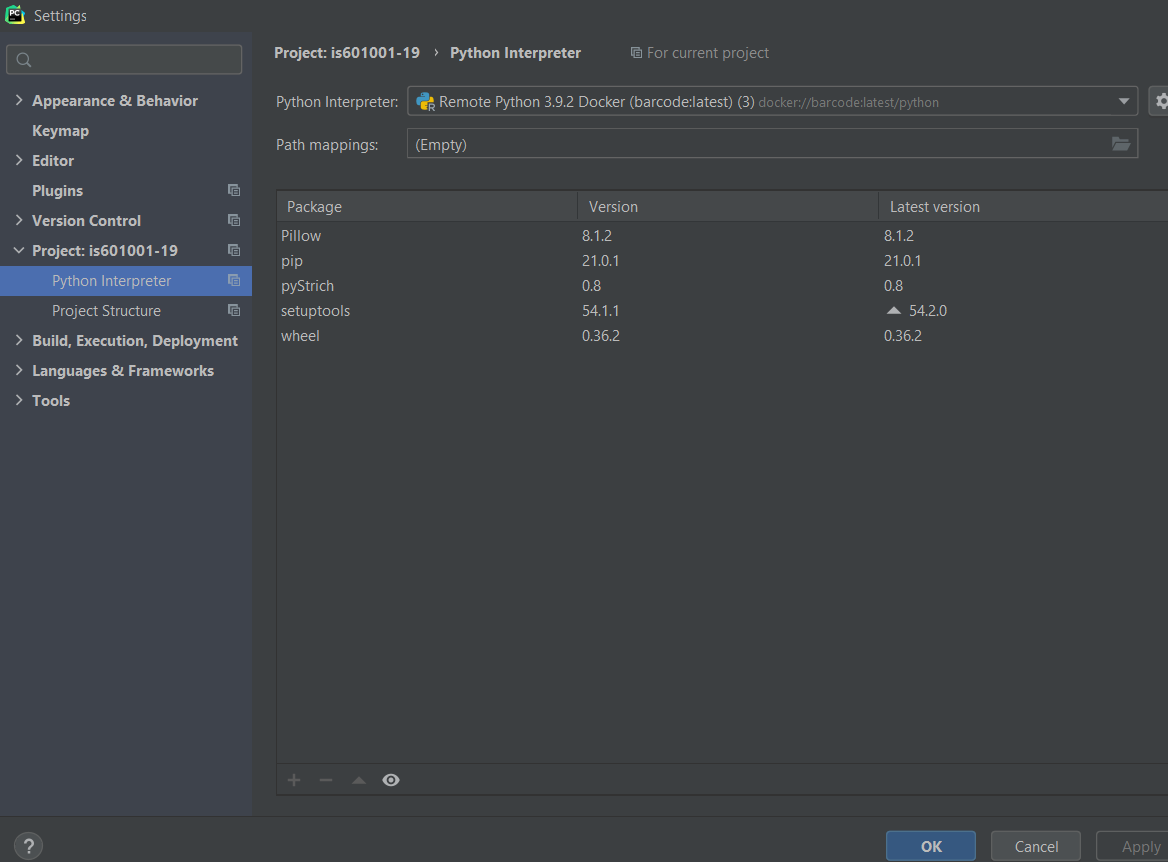 PC Settings
Project: is601001-19 › Python Interpreter For current project
Appearance & Behavior
Keymap
Editor
Plugins
Version Control
Project: is601001-19
Python Interpreter
Project Structure
Build, Execution, Deployment
Languages & Frameworks
Tools
Python Interpreter: Remote Python 3.9.2 Docker (barcode:latest) (3) docker://barcode:latest/python
Path mappings: (Empty)
Package Version Latest version
Pillow 8.1.2 8.1.2
pip 21.0.1 21.0.1
pyStrich 0.8 0.8
setuptools 54.1.1 54.2.0
wheel 0.36.2 0.36.2
? OK Cancel Apply